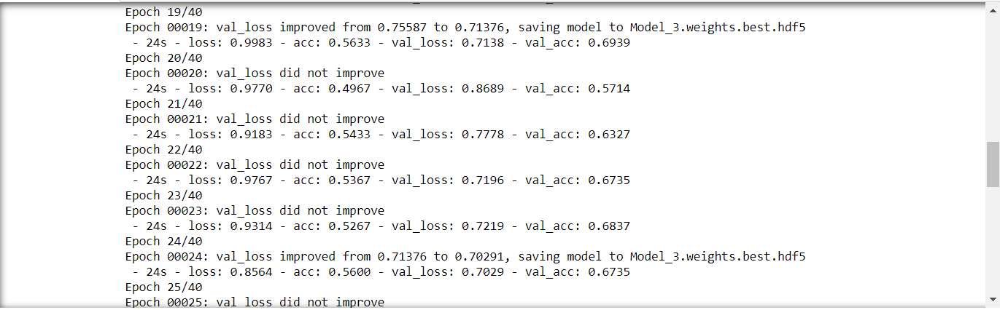 Epoch 19/40
Epoch 00019: val_loss improved from 0.75587 to 0.71376, saving model to Model_3.weights.best.hdf5
- 24s - loss: 0.9983 - acc: 0.5633 - val_loss: 0.7138 - val_acc: 0.6939
Epoch 20/40
Epoch 00020: val_loss did not improve
- 24s - loss: 0.9770 - acc: 0.4967 - val_loss: 0.8689 - val_acc: 0.5714
Epoch 21/40
Epoch 00021: val_loss did not improve
- 24s - loss: 0.9183 - acc: 0.5433 - val_loss: 0.7778 - val_acc: 0.6327
Epoch 22/40
Epoch 00022: val_loss did not improve
- 24s - loss: 0.9767 - acc: 0.5367 - val_loss: 0.7196 - val_acc: 0.6735
Epoch 23/40
Epoch 00023: val_loss did not improve
- 24s - loss: 0.9314 - acc: 0.5267 - val_loss: 0.7219 - val_acc: 0.6837
Epoch 24/40
Epoch 00024: val_loss improved from 0.71376 to 0.70291, saving model to Model_3.weights.best.hdf5
- 24s - loss: 0.8564 - acc: 0.5600 - val_loss: 0.7029 - val_acc: 0.6735
Epoch 25/40
Epoch 00025: val_loss did not improve